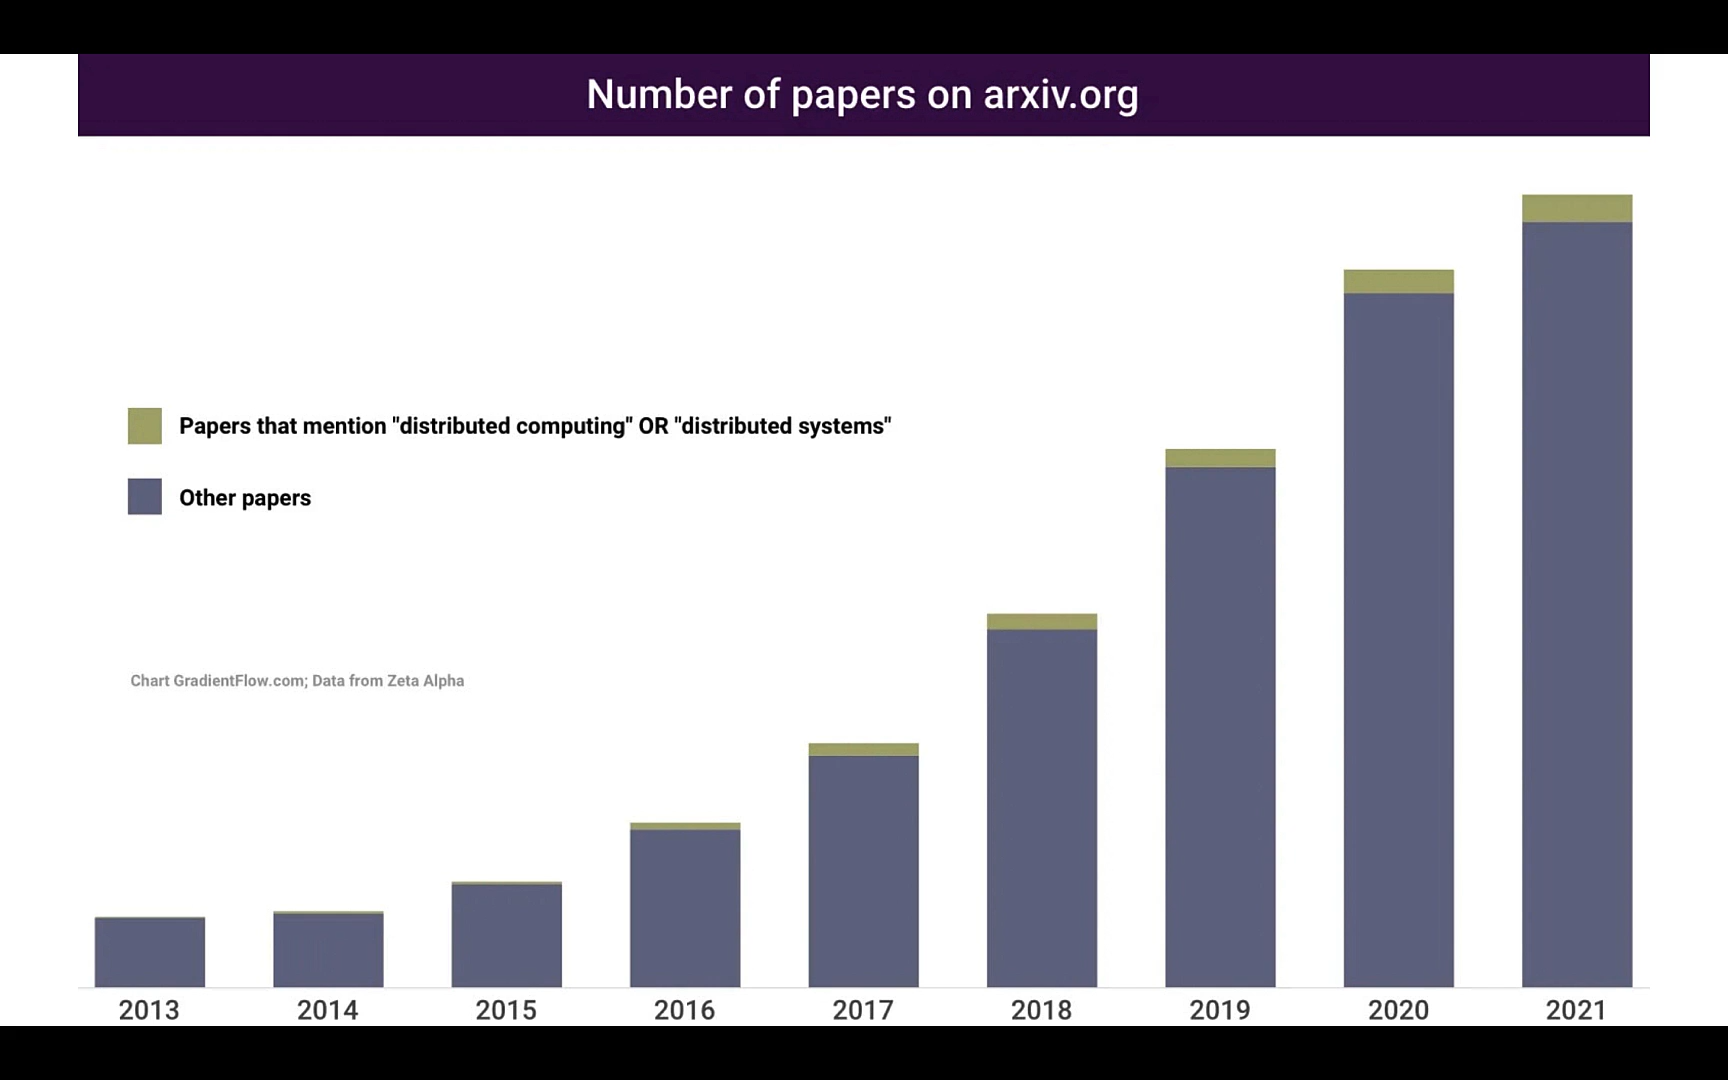 Number of papers on arxiv.org
Papers that mention "distributed computing" OR "distributed systems"
Other papers
Chart GradientFlow.com; Data from Zeta Alpha
2013 2014 2015 2016 2017 2018 2019 2020 2021